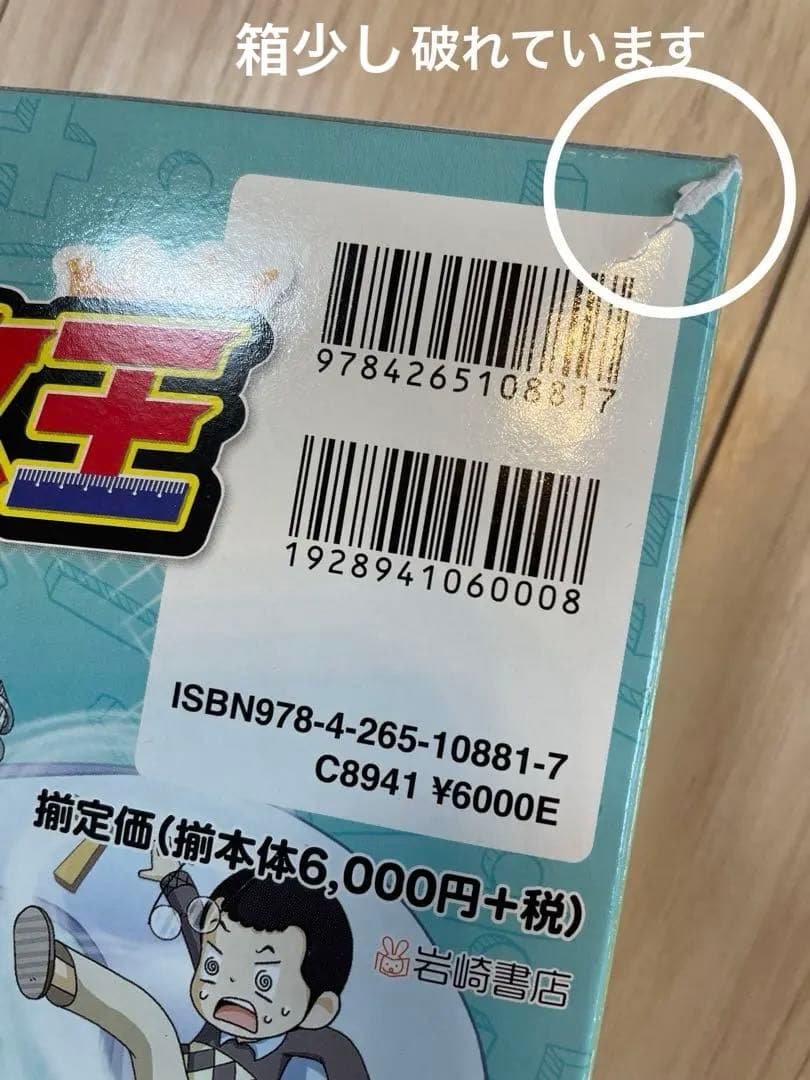 箱少し破れています
王
9784265108817
1928941060008
ISBN978-4-265-10881-7
C8941 ¥6000E
揃定価(揃本体6,000円+税)
岩崎書店